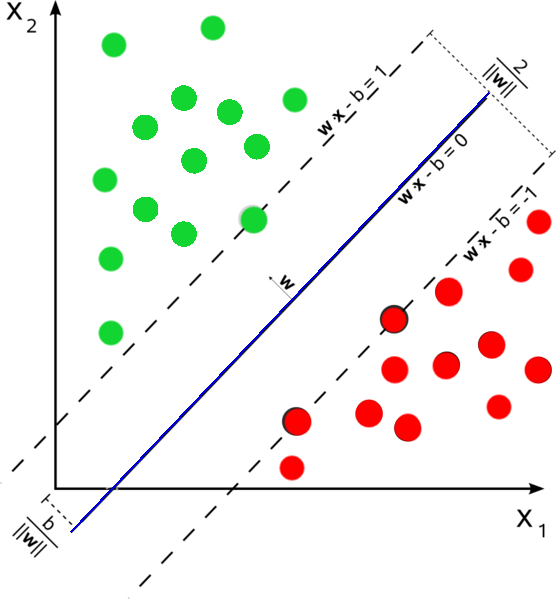 X₂
w·x - b = 1
2
‖w‖
w·x - b = 0
w·x - b = -1
w
b
‖w‖
X₁